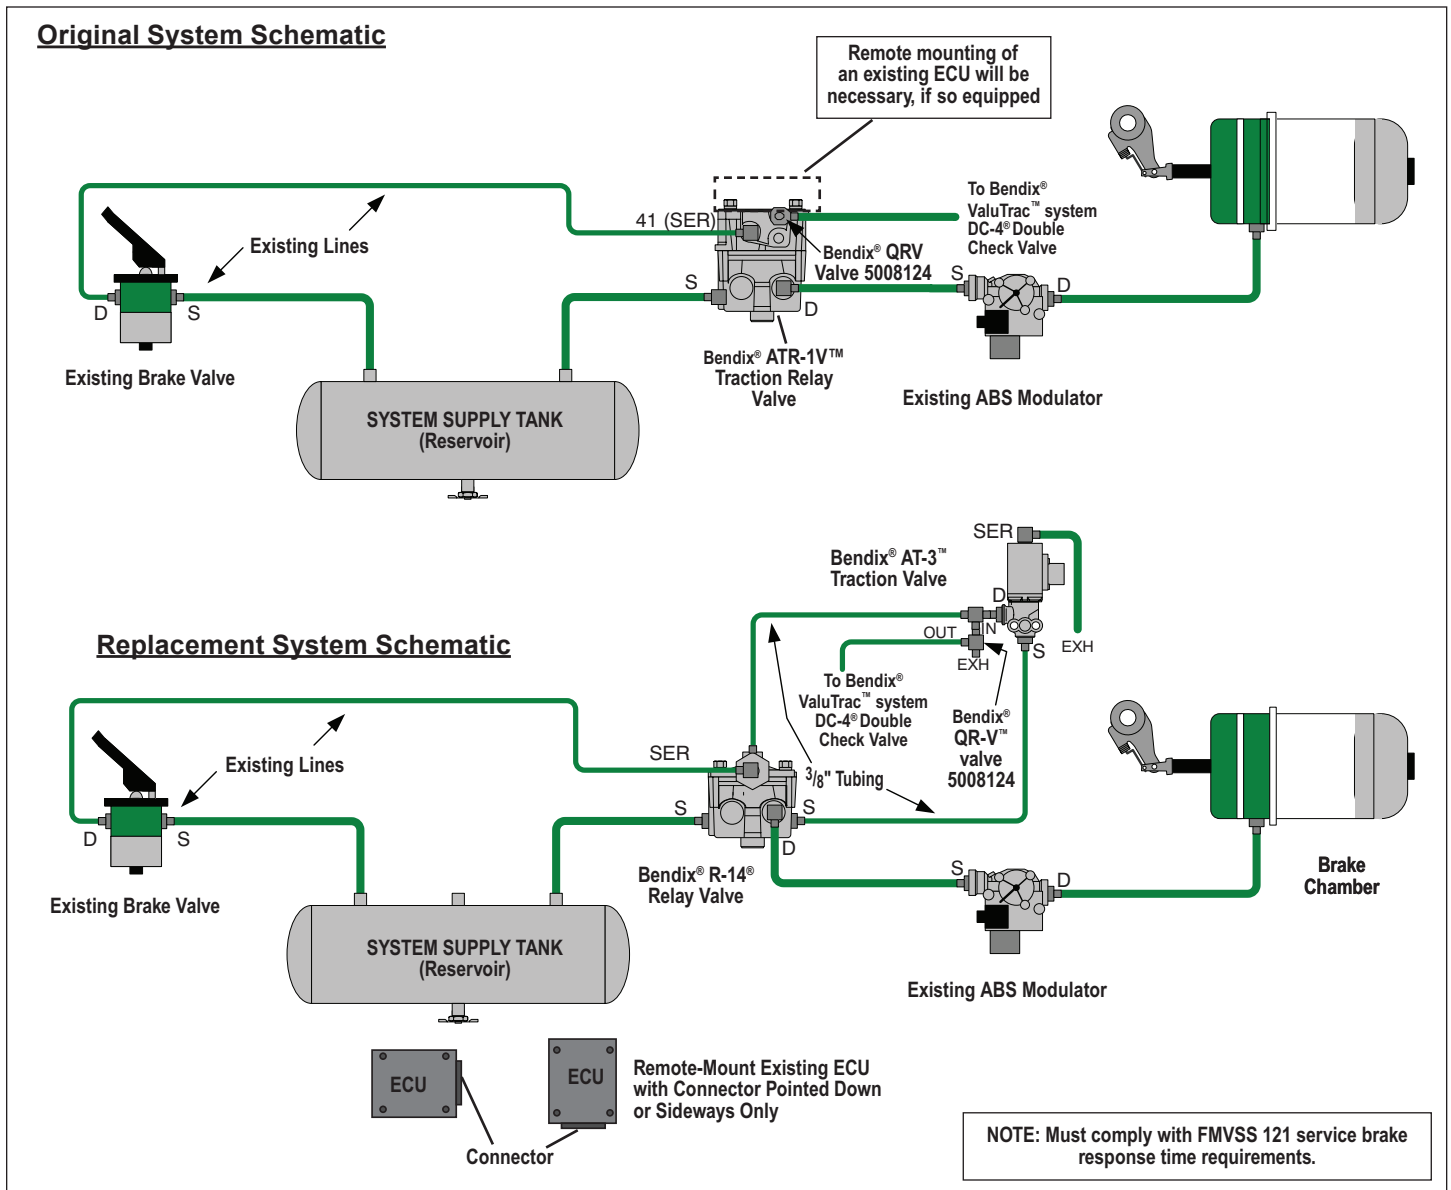 Original System Schematic
Remote mounting of
an existing ECU will be
necessary, if so equipped
41 (SER)
To Bendix®
ValuTrac™ system
DC-4® Double
Check Valve
Existing Lines
Bendix® QRV
Valve 5008124
D
S
S
D
S
D
Existing Brake Valve
Bendix® ATR-1V™
Traction Relay
Valve
Existing ABS Modulator
SYSTEM SUPPLY TANK
(Reservoir)
Replacement System Schematic
SER
Bendix® AT-3™
Traction Valve
D
OUT
IN
EXH
S
EXH
To Bendix®
ValuTrac™ system
DC-4® Double
Check Valve
Bendix®
QR-V™
valve
5008124
SER
Existing Lines
3/8" Tubing
D
S
S
S
D
S
D
Existing Brake Valve
Bendix® R-14®
Relay Valve
Brake
Chamber
SYSTEM SUPPLY TANK
(Reservoir)
Existing ABS Modulator
ECU
ECU
Remote-Mount Existing ECU
with Connector Pointed Down
or Sideways Only
Connector
NOTE: Must comply with FMVSS 121 service brake
response time requirements.